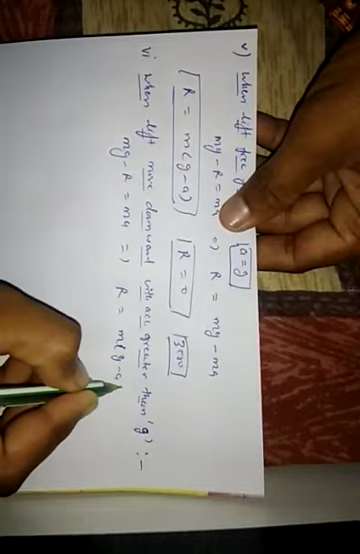 v) when lift free
[a = g]
mg - R = ma => R = mg - ma
[R = m(g-a)] [R = 0] [zero]
vi) when lift move downward with acc greater than 'g' :-
mg - R = ma => R = m(g-a